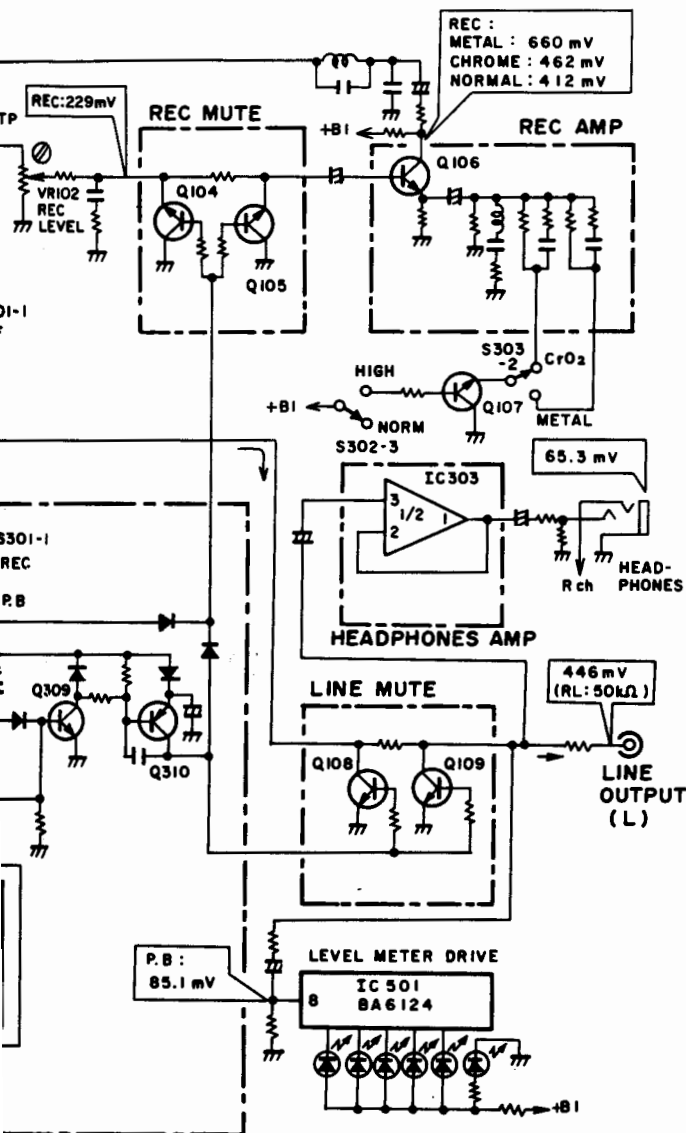 REC :
METAL : 660 mV
CHROME : 462 mV
NORMAL : 412 mV
REC:229mV
REC MUTE
+B1
REC AMP
TP
Q106
Q104
VR102
REC
LEVEL
Q105
01-1
S303
-2
CrO2
HIGH
+B1
Q107
NORM
METAL
S302-3
65.3 mV
IC303
3
1/2
1
2
S301-1
REC
R ch
HEAD-
PHONES
P.B
HEADPHONES AMP
446mV
(RL:50kΩ)
Q309
LINE MUTE
Q310
Q108
Q109
LINE
OUTPUT
(L)
P.B :
85.1 mV
LEVEL METER DRIVE
8
IC 501
BA6124
+B1